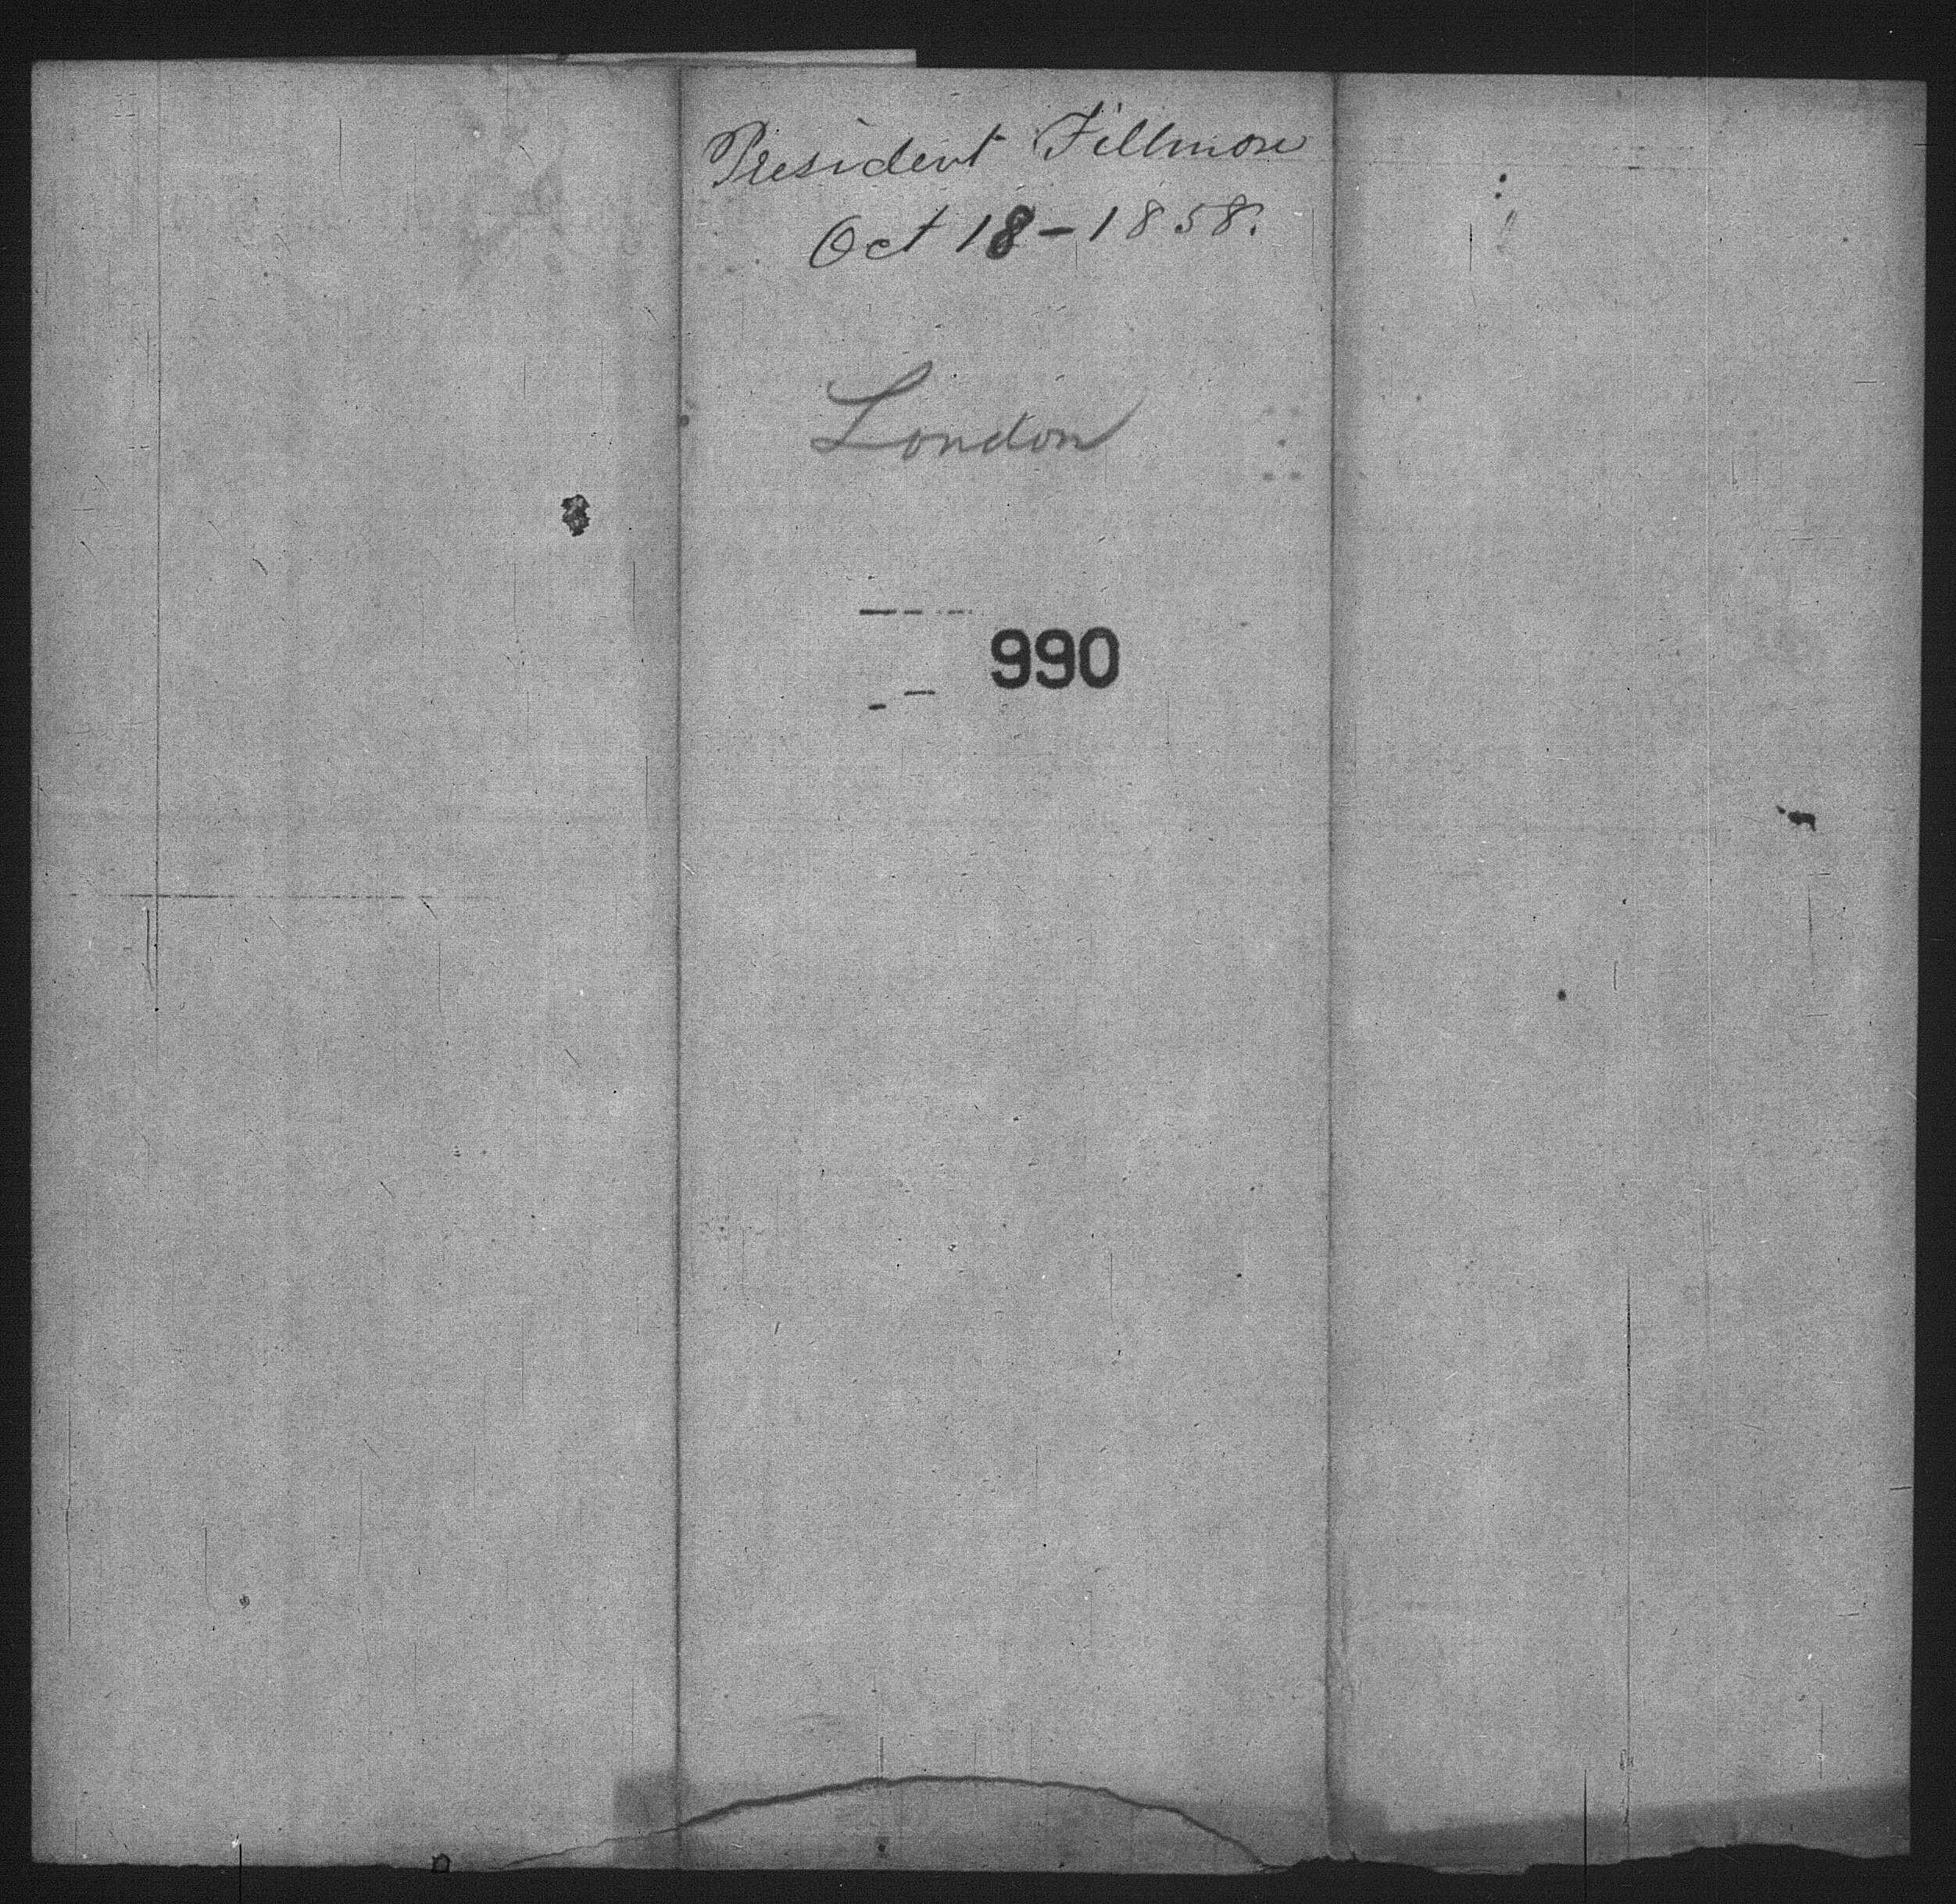 President Fillmore
Oct 18-1858.
London
990